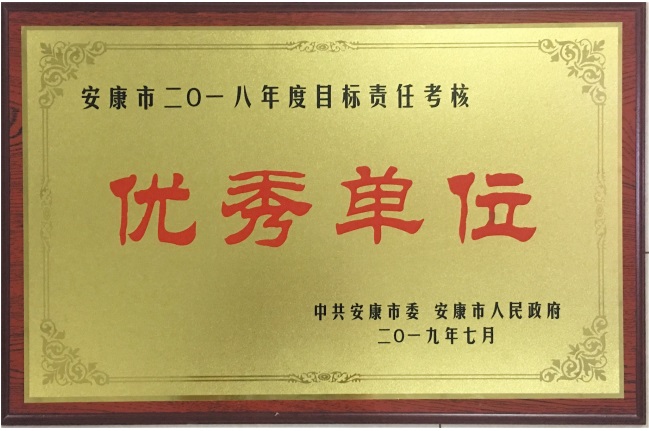 安康市二〇一八年度目标责任考核
优秀单位
中共安康市委 安康市人民政府
二〇一九年七月